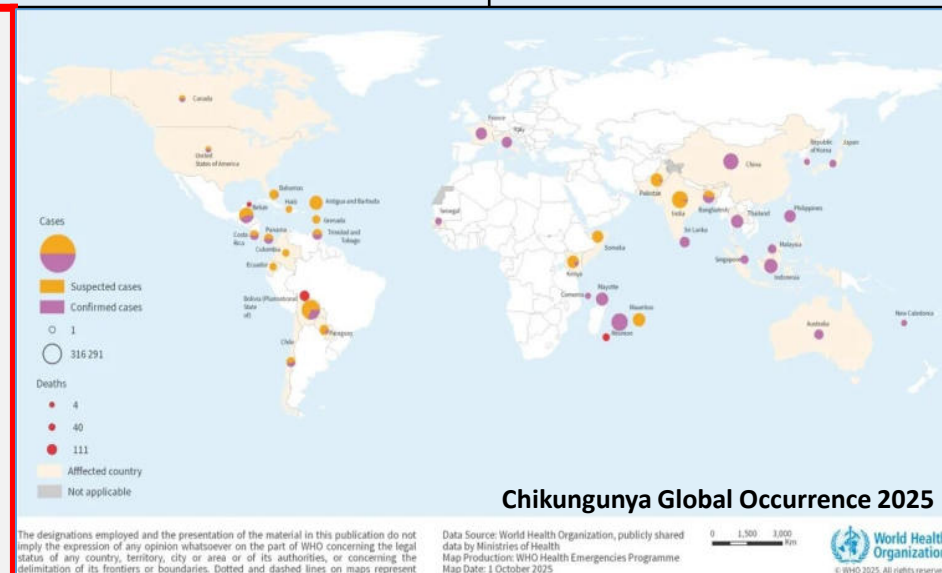 Canada
United
States of America
Bahamas
Haiti
Antigua and Barbuda
Belize
Grenada
Panama
Trinidad and
Tobago
Costa
Rica
Colombia
Ecuador
Bolivia (Plurinational
State
of)
Paraguay
Chile
France
Italy
Senegal
Pakistan
India
Bangladesh
Sri Lanka
Thailand
China
Republic
of Korea
Japan
Philippines
Malaysia
Singapore
Indonesia
Somalia
Kenya
Comoros
Mayotte
Mauritius
Réunion
Australia
New Caledonia
Cases
Suspected cases
Confirmed cases
1
316 291
Deaths
4
40
111
Afffected country
Not applicable
Chikungunya Global Occurrence 2025
The designations employed and the presentation of the material in this publication do not
imply the expression of any opinion whatsoever on the part of WHO concerning the legal
status of any country, territory, city or area or of its authorities, or concerning the
delimitation of its frontiers or boundaries. Dotted and dashed lines on maps represent
Data Source: World Health Organization, publicly shared
data by Ministries of Health
Map Production: WHO Health Emergencies Programme
Map Date: 1 October 2025
0 1,500 3,000
Km
World Health
Organization
© WHO 2025. All rights reserved